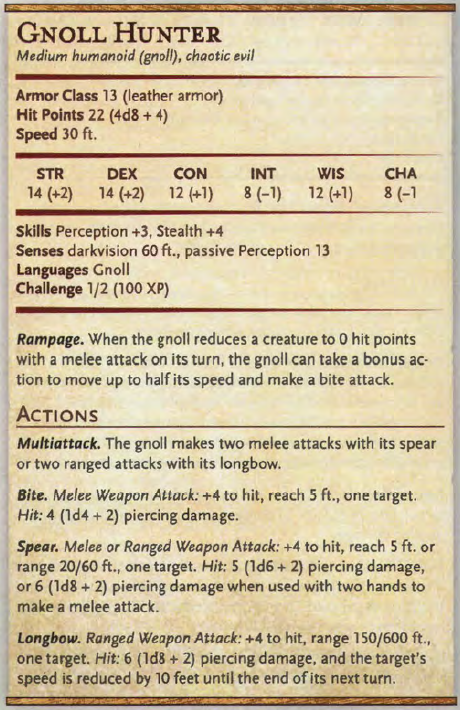 GNOLL HUNTER
Medium humanoid (gnoll), chaotic evil
Armor Class 13 (leather armor)
Hit Points 22 (4d8 + 4)
Speed 30 ft.
STR DEX CON INT WIS CHA
14 (+2) 14 (+2) 12 (+1) 8 (−1) 12 (+1) 8 (−1
Skills Perception +3, Stealth +4
Senses darkvision 60 ft., passive Perception 13
Languages Gnoll
Challenge 1/2 (100 XP)
Rampage. When the gnoll reduces a creature to 0 hit points
with a melee attack on its turn, the gnoll can take a bonus ac-
tion to move up to half its speed and make a bite attack.
ACTIONS
Multiattack. The gnoll makes two melee attacks with its spear
or two ranged attacks with its longbow.
Bite. Melee Weapon Attack: +4 to hit, reach 5 ft., one target.
Hit: 4 (1d4 + 2) piercing damage.
Spear. Melee or Ranged Weapon Attack: +4 to hit, reach 5 ft. or
range 20/60 ft., one target. Hit: 5 (1d6 + 2) piercing damage,
or 6 (1d8 + 2) piercing damage when used with two hands to
make a melee attack.
Longbow. Ranged Weapon Attack: +4 to hit, range 150/600 ft.,
one target. Hit: 6 (1d8 + 2) piercing damage, and the target's
speed is reduced by 10 feet until the end of its next turn.